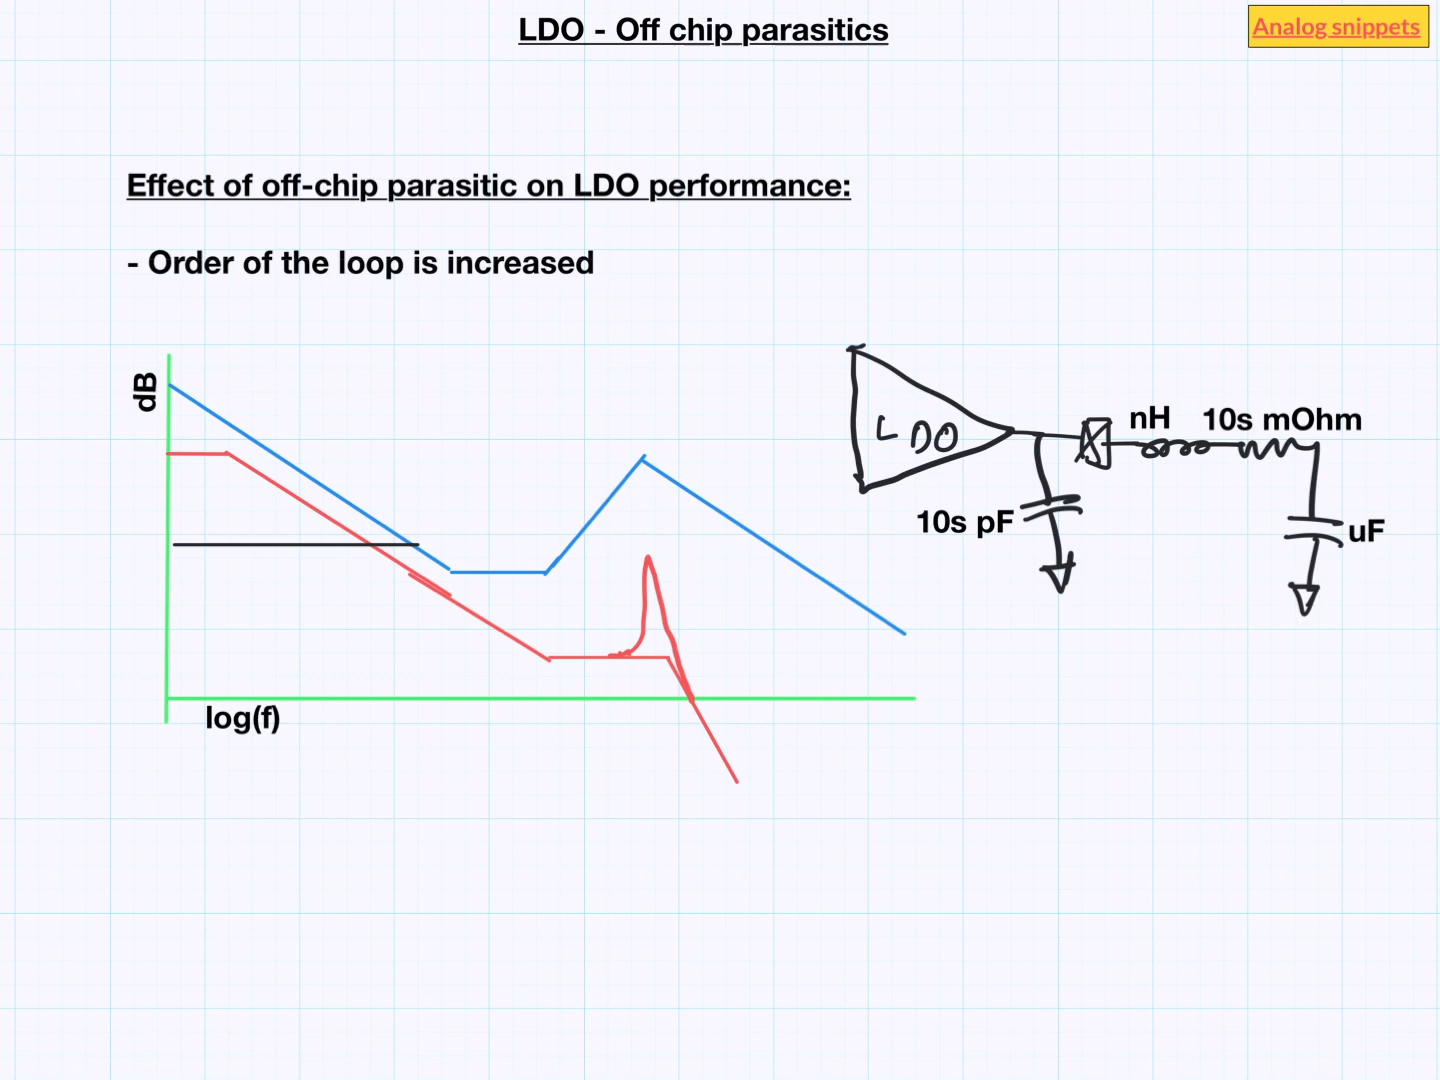 LDO - Off chip parasitics
Analog snippets
Effect of off-chip parasitic on LDO performance:
- Order of the loop is increased
dB
log(f)
LDO
nH
10s mOhm
10s pF
uF